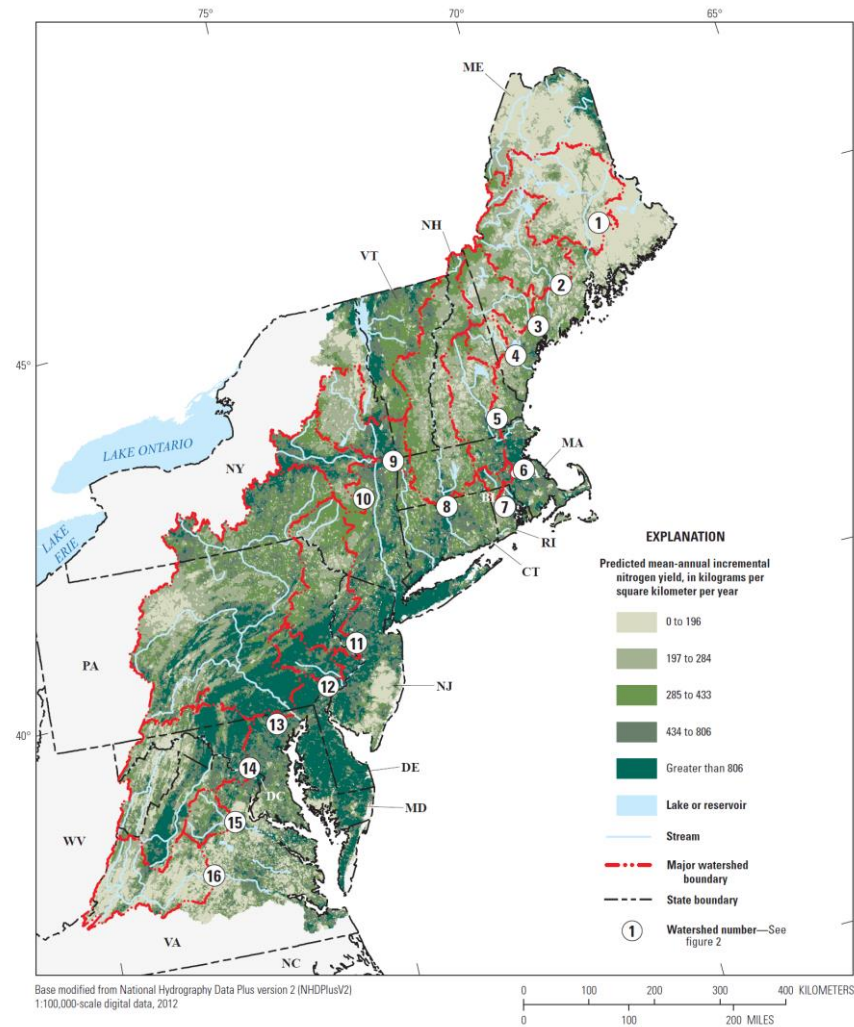 75°
70°
65°
ME
1
NH
VT
2
3
45°
4
LAKE ONTARIO
5
MA
NY
9
6
10
8
RI
7
LAKE
ERIE
RI
CT
EXPLANATION
Predicted mean-annual incremental
nitrogen yield, in kilograms per
square kilometer per year
0 to 196
197 to 284
285 to 433
434 to 806
Greater than 806
Lake or reservoir
Stream
Major watershed
boundary
State boundary
1 Watershed number—See
figure 2
11
PA
12
NJ
13
40°
14
DE
DC
MD
15
WV
16
VA
NC
Base modified from National Hydrography Data Plus version 2 (NHDPlusV2)
1:100,000-scale digital data, 2012
0 100 200 300 400 KILOMETERS
0 100 200 MILES